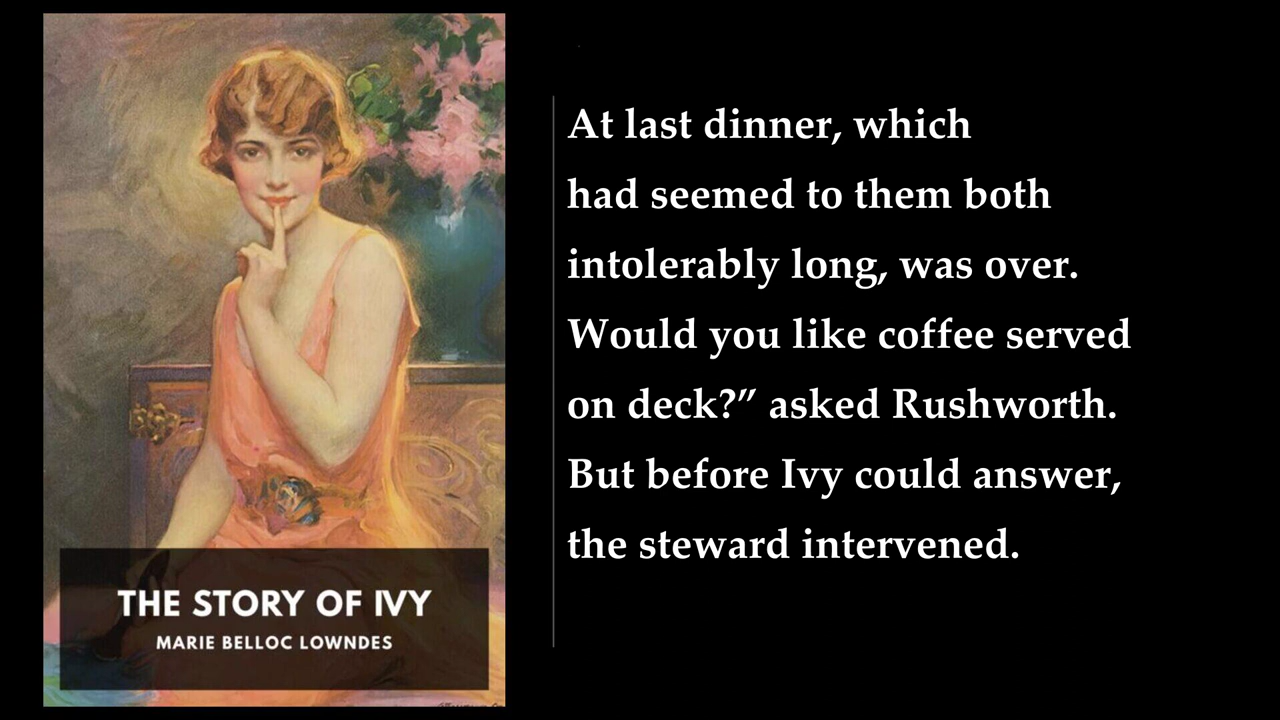 THE STORY OF IVY
MARIE BELLOC LOWNDES
At last dinner, which
had seemed to them both
intolerably long, was over.
Would you like coffee served
on deck?” asked Rushworth.
But before Ivy could answer,
the steward intervened.